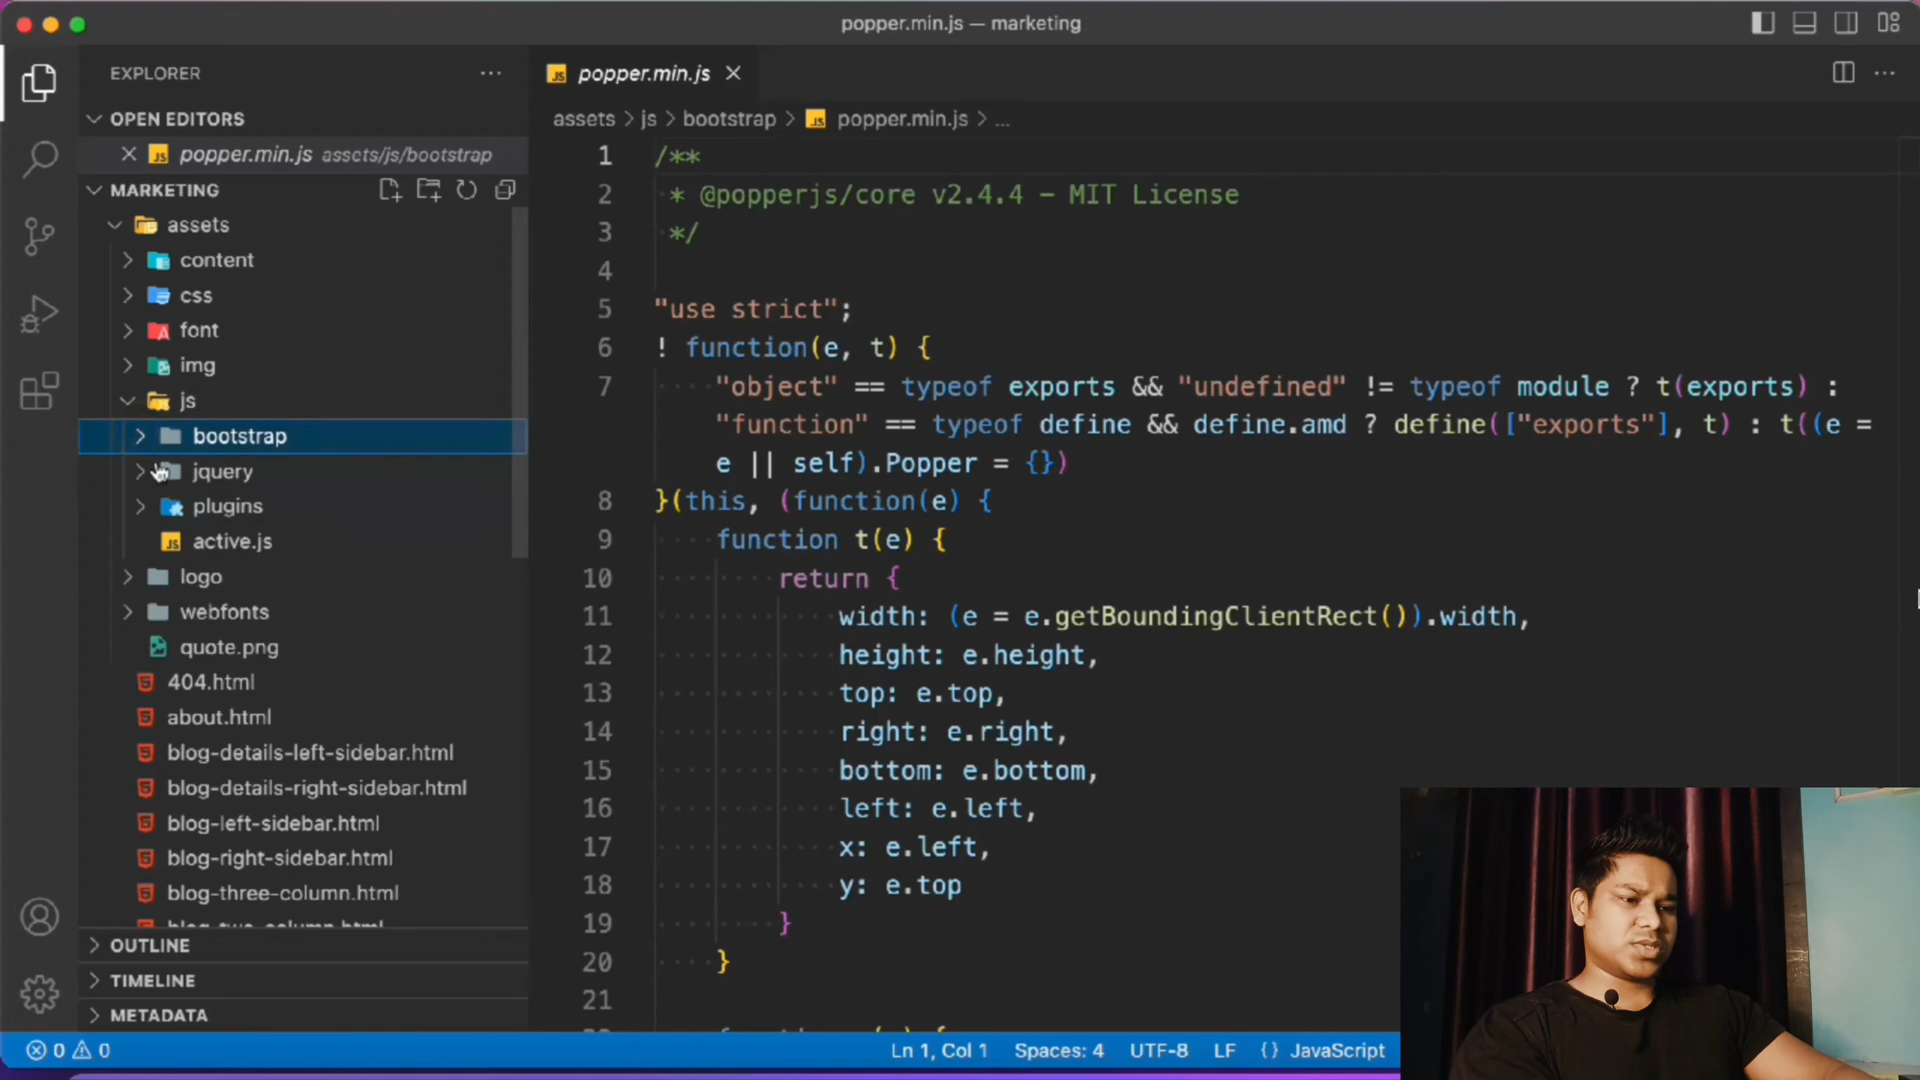 popper.min.js — marketing
EXPLORER
OPEN EDITORS
popper.min.js assets/js/bootstrap
MARKETING
assets
content
css
font
img
js
bootstrap
jquery
plugins
active.js
logo
webfonts
quote.png
404.html
about.html
blog-details-left-sidebar.html
blog-details-right-sidebar.html
blog-left-sidebar.html
blog-right-sidebar.html
blog-three-column.html
blog-two-column.html
OUTLINE
TIMELINE
METADATA
JS popper.min.js
assets > js > bootstrap > JS popper.min.js > ...
1 /**
2 * @popperjs/core v2.4.4 - MIT License
3 */
4
5 "use strict";
6 ! function(e, t) {
7 "object" == typeof exports && "undefined" != typeof module ? t(exports) :
"function" == typeof define && define.amd ? define(["exports"], t) : t((e =
e || self).Popper = {})
8 }(this, (function(e) {
9 function t(e) {
10 return {
11 width: (e = e.getBoundingClientRect()).width,
12 height: e.height,
13 top: e.top,
14 right: e.right,
15 bottom: e.bottom,
16 left: e.left,
17 x: e.left,
18 y: e.top
19 }
20 }
21
0 0 Ln 1, Col 1 Spaces: 4 UTF-8 LF {} JavaScript